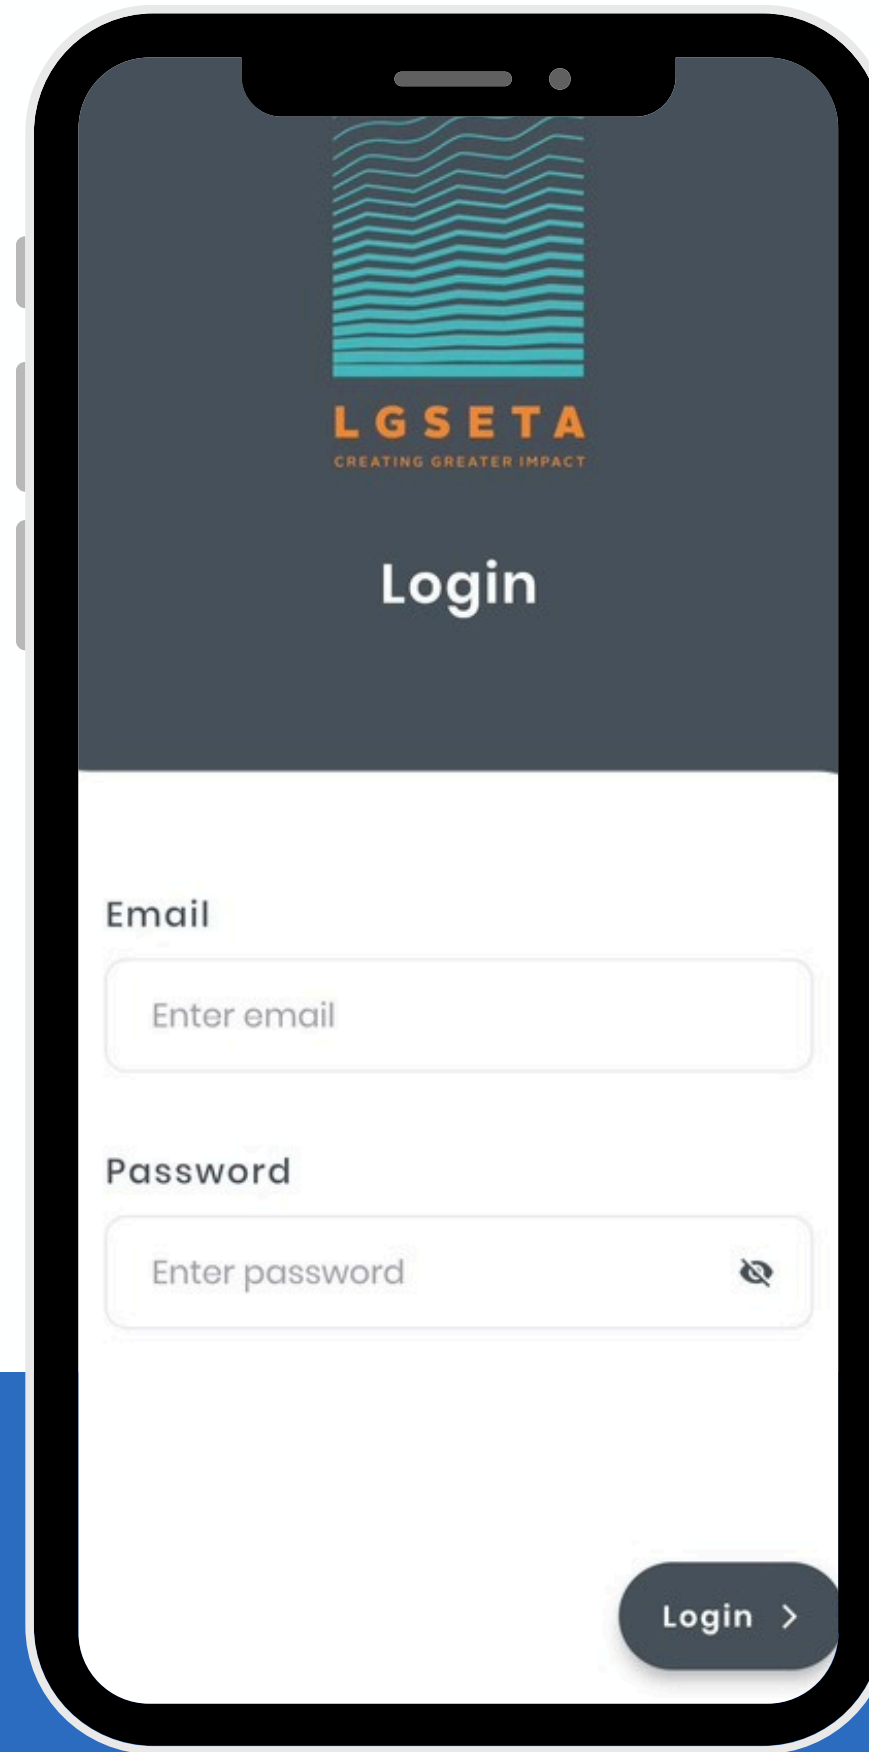 LGSETA
CREATING GREATER IMPACT
Login
Email
Enter email
Password
Enter password
Login